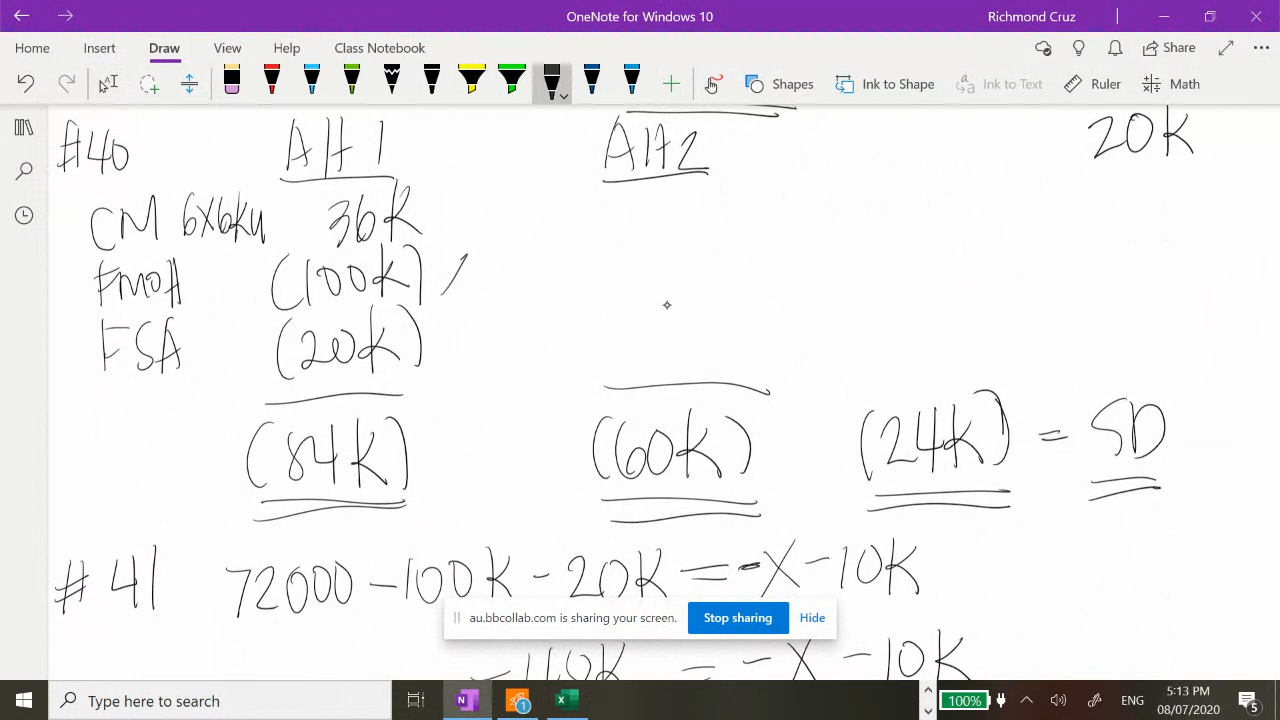 OneNote for Windows 10 Richmond Cruz
Home Insert Draw View Help Class Notebook Share
Shapes Ink to Shape Ink to Text Ruler Math
#40 Alt 1 Alt 2 20K
CM 6x6Ku 36K
FMOH (100K)
FSA (20K)
(84K) (60K) (24K) = SD
#41 72000 - 100K - 20K = -X - 10K
au.bbcollab.com is sharing your screen. Stop sharing Hide
= -X - 10K
Type here to search 1 100% ENG 5:13 PM
08/07/2020 5